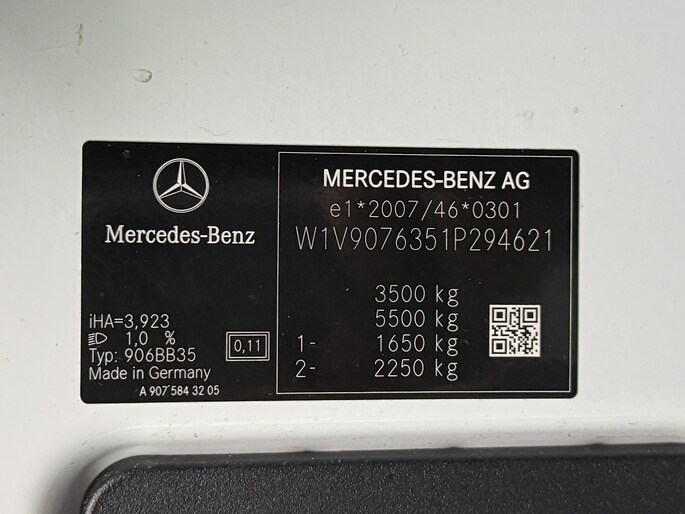 Mercedes-Benz
iHA=3,923
1,0 %
Typ: 906BB35
Made in Germany
0,11
A 907 584 32 05
MERCEDES-BENZ AG
e1*2007/46*0301
W1V9076351P294621
3500 kg
5500 kg
1- 1650 kg
2- 2250 kg